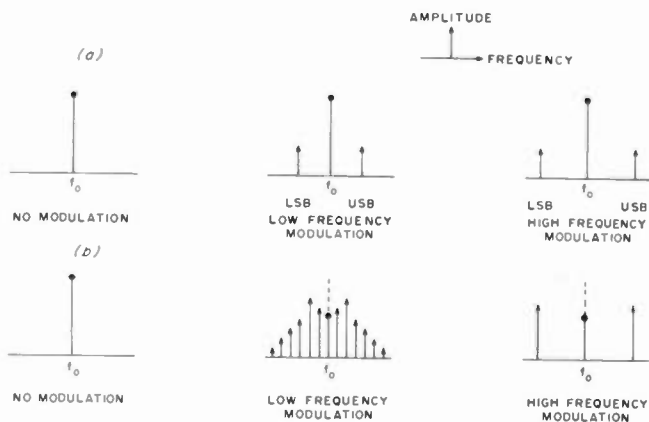 AMPLITUDE
FREQUENCY
(a)
f₀
NO MODULATION
f₀
LSB USB
LOW FREQUENCY
MODULATION
f₀
LSB USB
HIGH FREQUENCY
MODULATION
(b)
f₀
NO MODULATION
f₀
LOW FREQUENCY
MODULATION
f₀
HIGH FREQUENCY
MODULATION